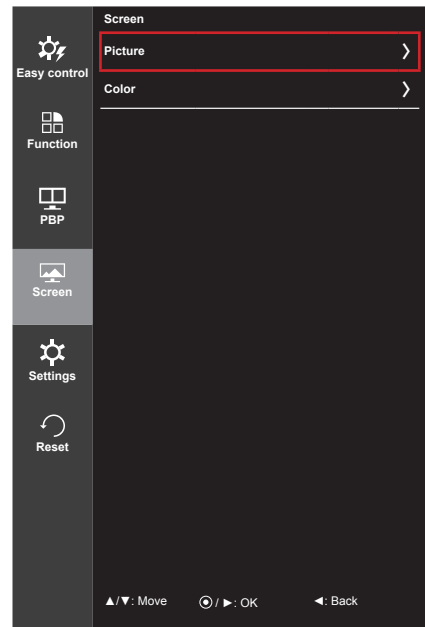 Screen
Picture
Color
Easy control
Function
PBP
Screen
Settings
Reset
▲/▼: Move ⦿ / ►: OK ◄: Back